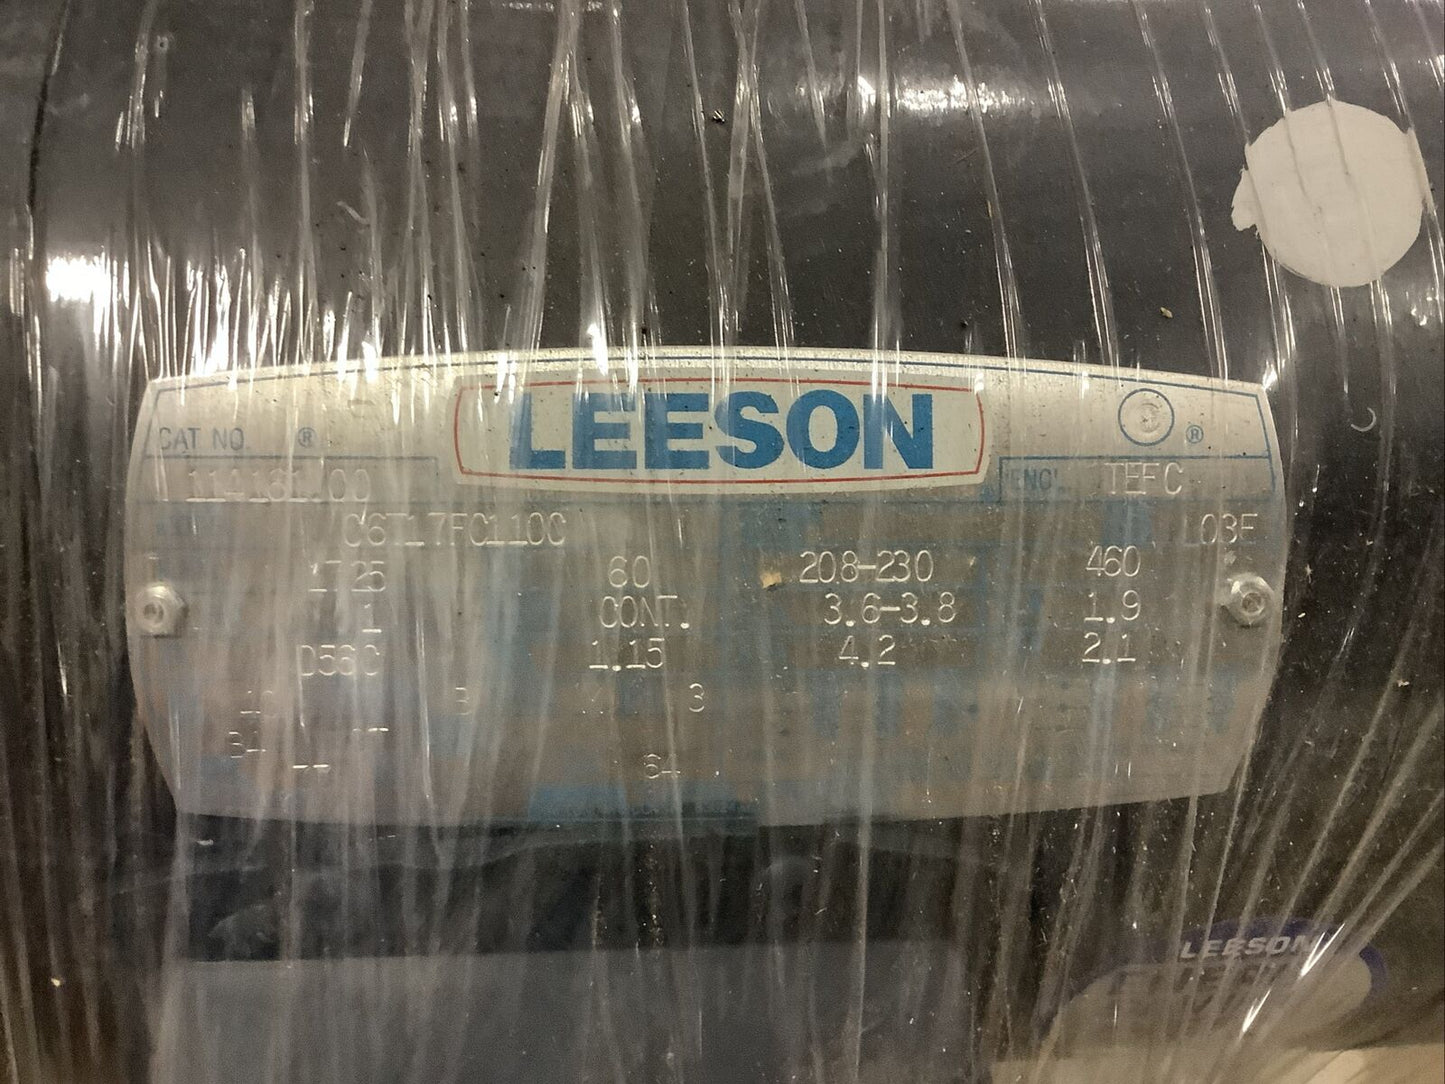 LEESON
CAT NO. ®
®
114181.00 ENCL TEFC
C6T17FC110C L03F
1725 60 208-230 460
1 CONT. 3.6-3.8 1.9
D56C 1.15 4.2 2.1
B 3
64
LEESON